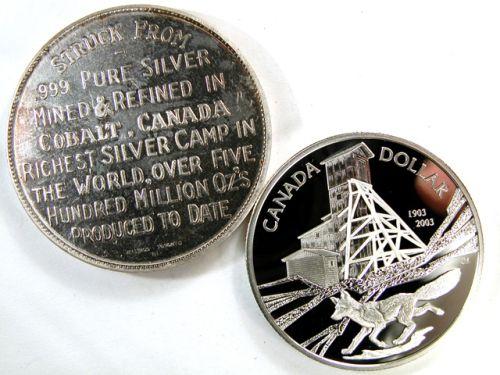 STRUCK FROM
.999 PURE SILVER
MINED & REFINED IN
COBALT, CANADA
RICHEST SILVER CAMP IN
THE WORLD. OVER FIVE
HUNDRED MILLION OZ'S
PRODUCED TO DATE
CANADA DOLLAR
1903
2003